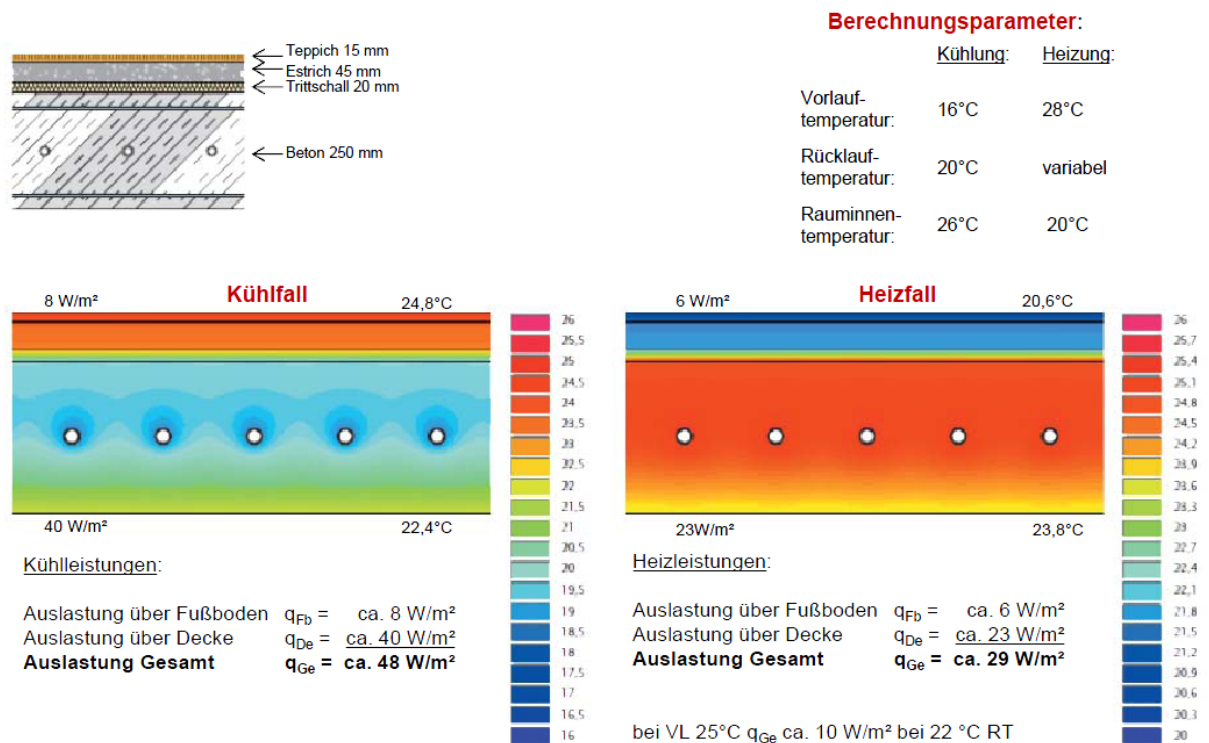 Berechnungsparameter:
Kühlung: Heizung:
Vorlauf-
temperatur: 16°C 28°C
Rücklauf-
temperatur: 20°C variabel
Rauminnen-
temperatur: 26°C 20°C
Teppich 15 mm
Estrich 45 mm
Trittschall 20 mm
Beton 250 mm
Kühlfall
8 W/m² 24,8°C
40 W/m² 22,4°C
26
25,5
25
24,5
24
23,5
23
22,5
22
21,5
21
20,5
20
19,5
19
18,5
18
17,5
17
16,5
16
Kühlleistungen:
Auslastung über Fußboden qFb = ca. 8 W/m²
Auslastung über Decke qDe = ca. 40 W/m²
Auslastung Gesamt qGe = ca. 48 W/m²
Heizfall
6 W/m² 20,6°C
23W/m² 23,8°C
26
25,7
25,4
25,1
24,8
24,5
24,2
23,9
23,6
23,3
23
22,7
22,4
22,1
21,8
21,5
21,2
20,9
20,6
20,3
20
Heizleistungen:
Auslastung über Fußboden qFb = ca. 6 W/m²
Auslastung über Decke qDe = ca. 23 W/m²
Auslastung Gesamt qGe = ca. 29 W/m²
bei VL 25°C qGe ca. 10 W/m² bei 22 °C RT